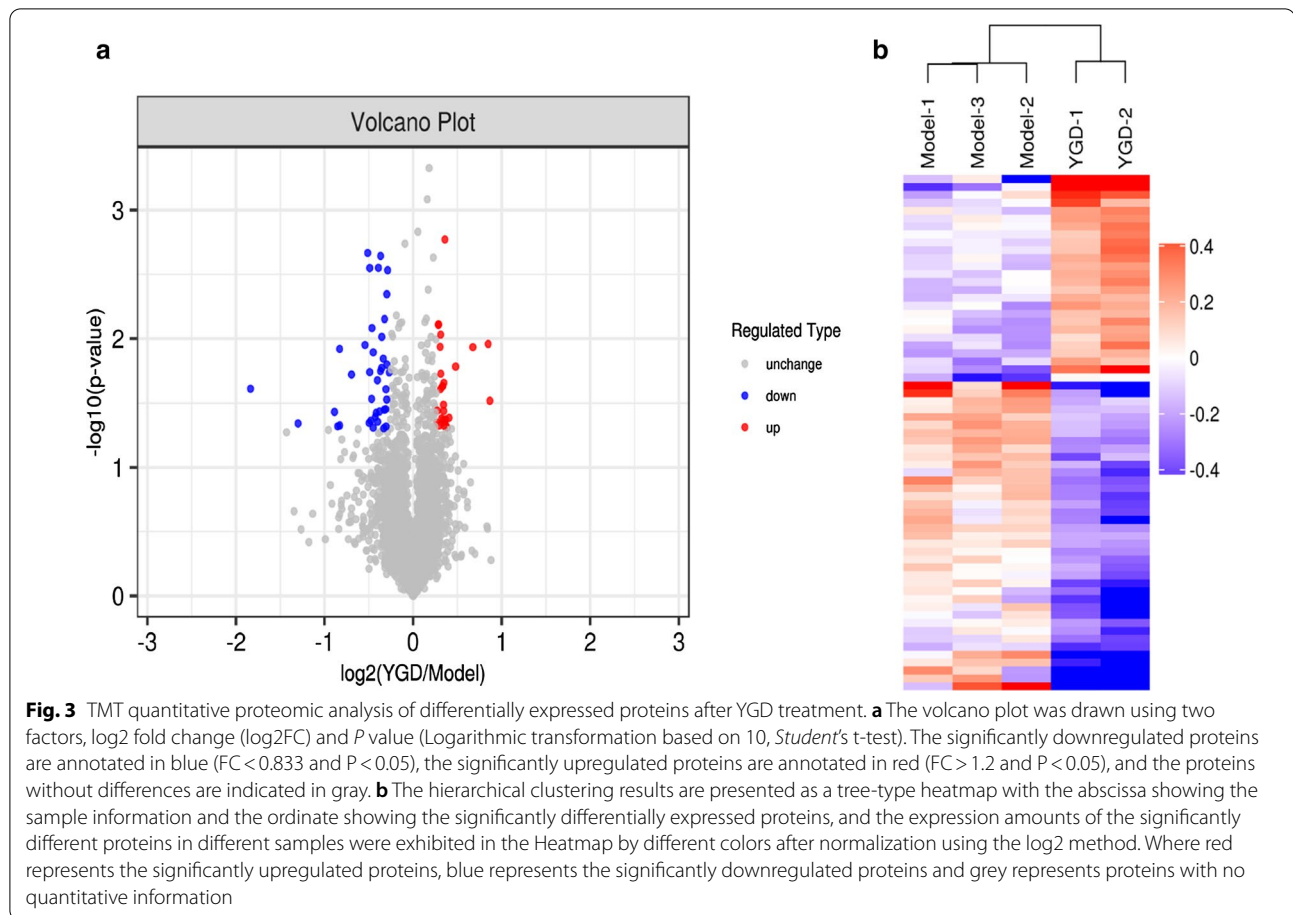 a
b
Volcano Plot
Model-1
Model-3
Model-2
YGD-1
YGD-2
3
2
1
0
-log10(p-value)
-3
-2
-1
0
1
2
3
log2(YGD/Model)
Regulated Type
unchange
down
up
0.4
0.2
0
-0.2
-0.4
Fig. 3 TMT quantitative proteomic analysis of differentially expressed proteins after YGD treatment. a The volcano plot was drawn using two
factors, log2 fold change (log2FC) and P value (Logarithmic transformation based on 10, Student's t-test). The significantly downregulated proteins
are annotated in blue (FC < 0.833 and P < 0.05), the significantly upregulated proteins are annotated in red (FC > 1.2 and P < 0.05), and the proteins
without differences are indicated in gray. b The hierarchical clustering results are presented as a tree-type heatmap with the abscissa showing the
sample information and the ordinate showing the significantly differentially expressed proteins, and the expression amounts of the significantly
different proteins in different samples were exhibited in the Heatmap by different colors after normalization using the log2 method. Where red
represents the significantly upregulated proteins, blue represents the significantly downregulated proteins and grey represents proteins with no
quantitative information